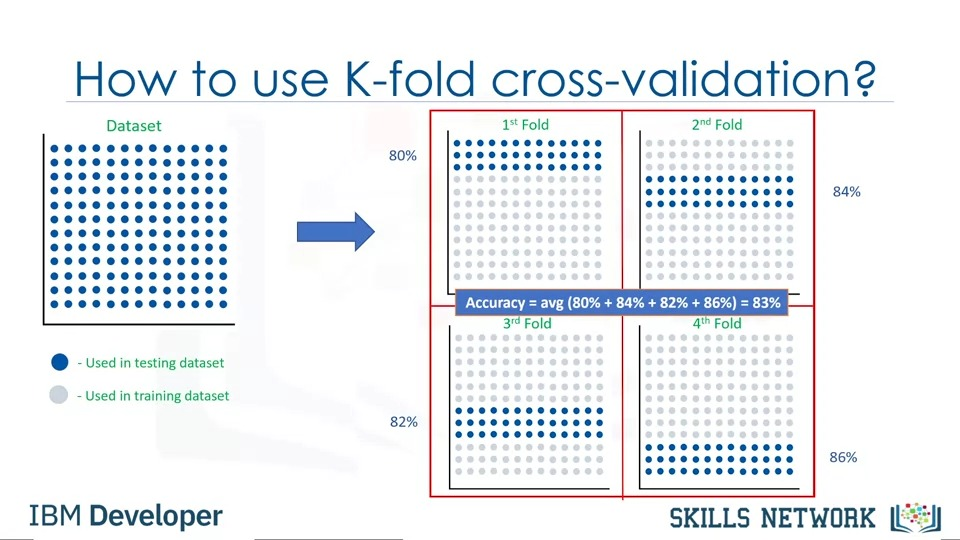 How to use K-fold cross-validation?
Dataset
- Used in testing dataset
- Used in training dataset
1st Fold
80%
2nd Fold
84%
Accuracy = avg (80% + 84% + 82% + 86%) = 83%
3rd Fold
82%
4th Fold
86%
IBM Developer
SKILLS NETWORK